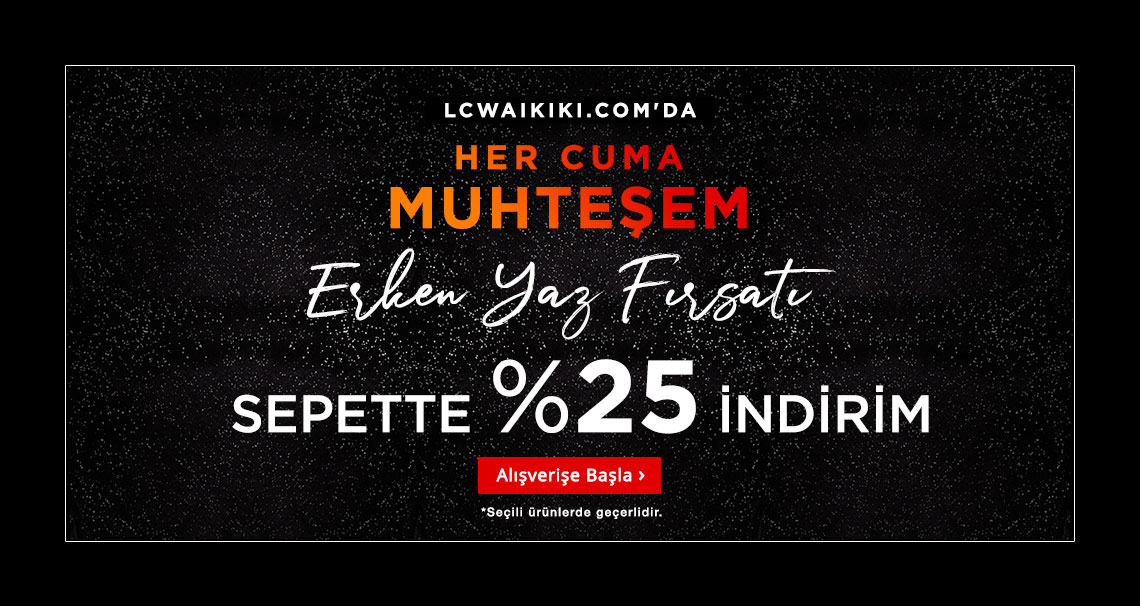 LCWAIKIKI.COM'DA
HER CUMA
MUHTEŞEM
Erken Yaz Fırsatı
SEPETTE %25 İNDİRİM
Alışverişe Başla ›
*Seçili ürünlerde geçerlidir.